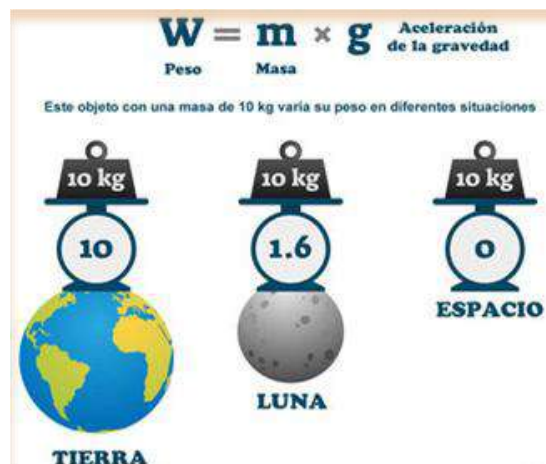 W = m × g Aceleración
de la gravedad
Peso Masa
Este objeto con una masa de 10 kg varia su peso en diferentes situaciones
10 kg 10 kg 10 kg
10 1.6 0
ESPACIO
LUNA
TIERRA